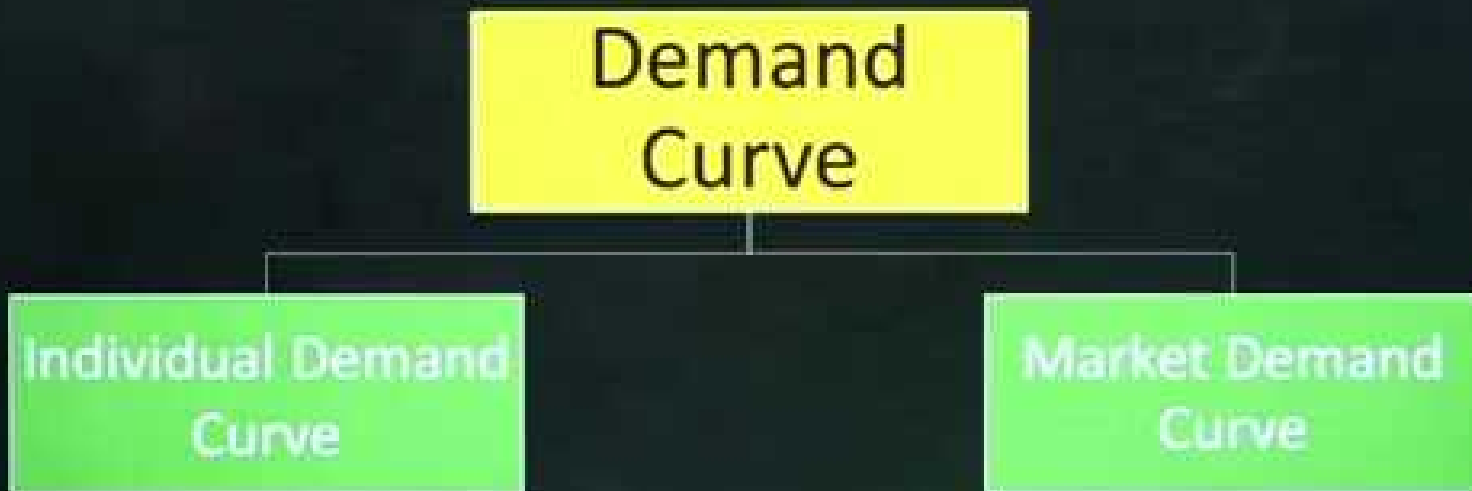 Demand
Curve
Individual Demand
Curve
Market Demand
Curve